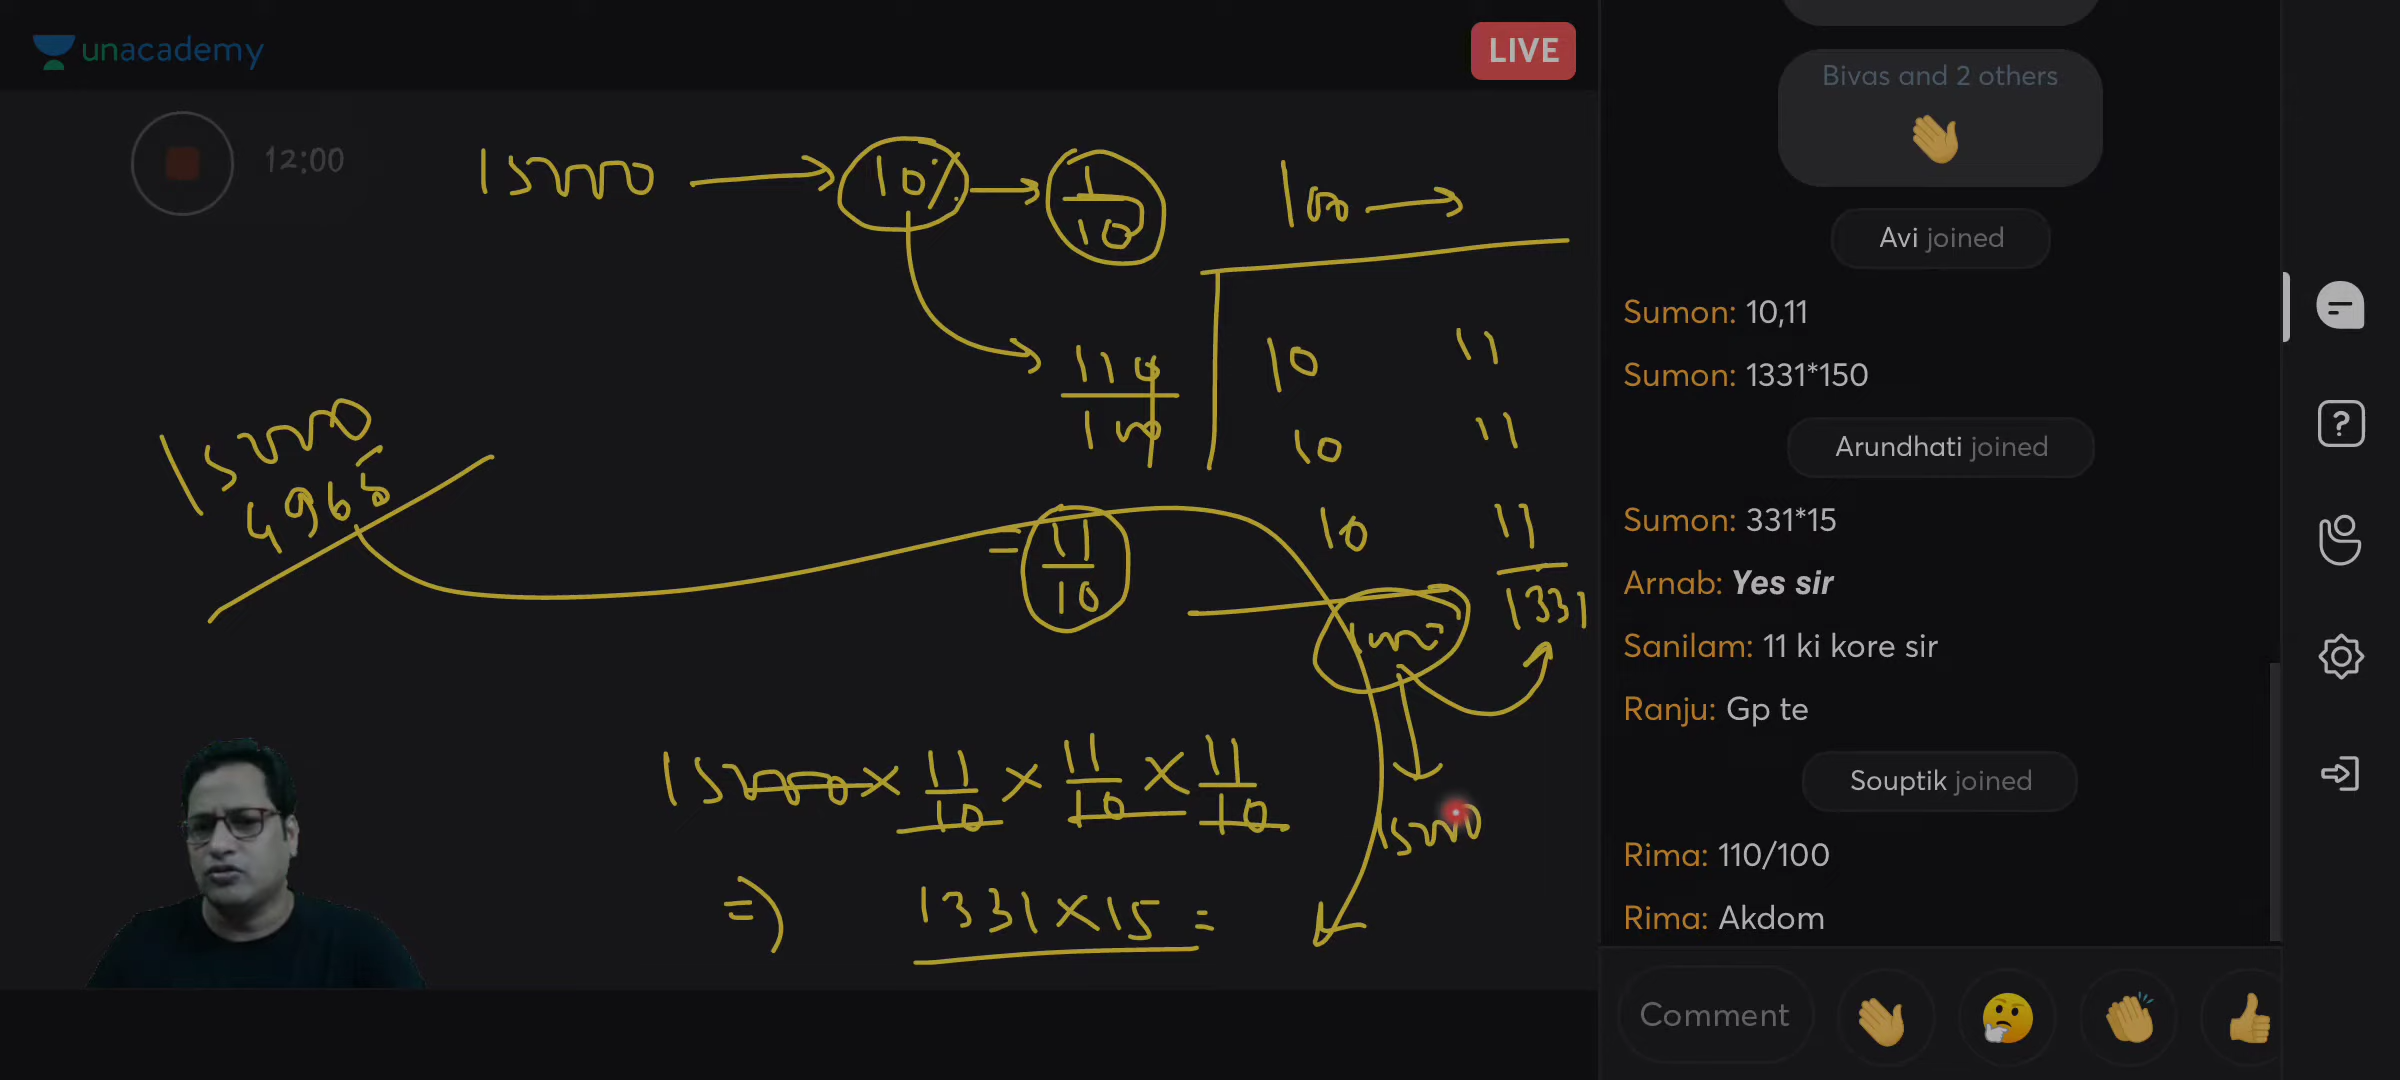 unacademy
LIVE
12:00
15000 → 10% → 1/10
100 →
110/100
10 11
10 11
10 11
1000 1331
15000
4965
= 11/10
15000 × 11/10 × 11/10 × 11/10
15000
⇒ 1331 × 15 =
Bivas and 2 others
👋
Avi joined
Sumon: 10,11
Sumon: 1331*150
Arundhati joined
Sumon: 331*15
Arnab: Yes sir
Sanilam: 11 ki kore sir
Ranju: Gp te
Souptik joined
Rima: 110/100
Rima: Akdom
Comment
?